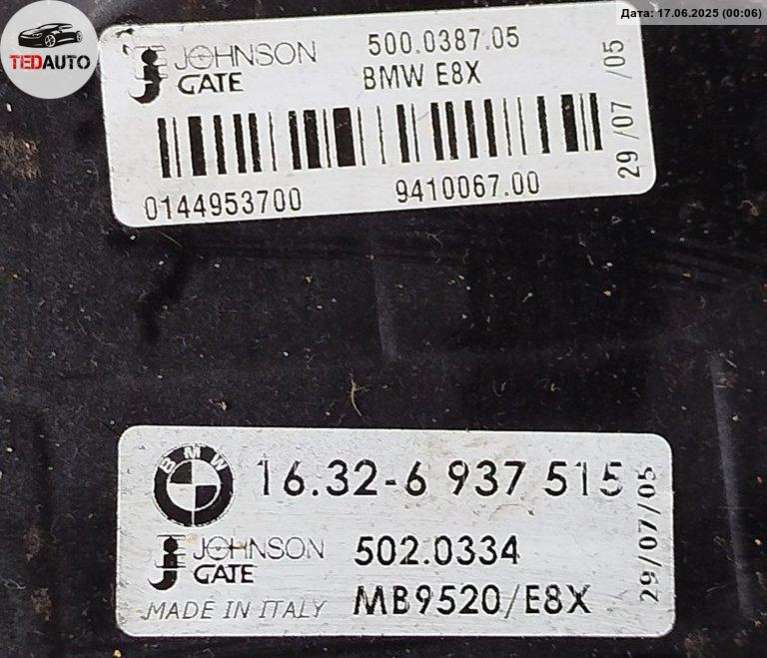 Дата: 17.06.2025 (00:06)
TEDAUTO
JOHNSON
GATE
500.0387.05
BMW E8X
29/07/05
0144953700
9410067.00
BMW
16.32-6 937 515
JOHNSON
GATE
502.0334
MADE IN ITALY
MB9520/E8X
29/07/05